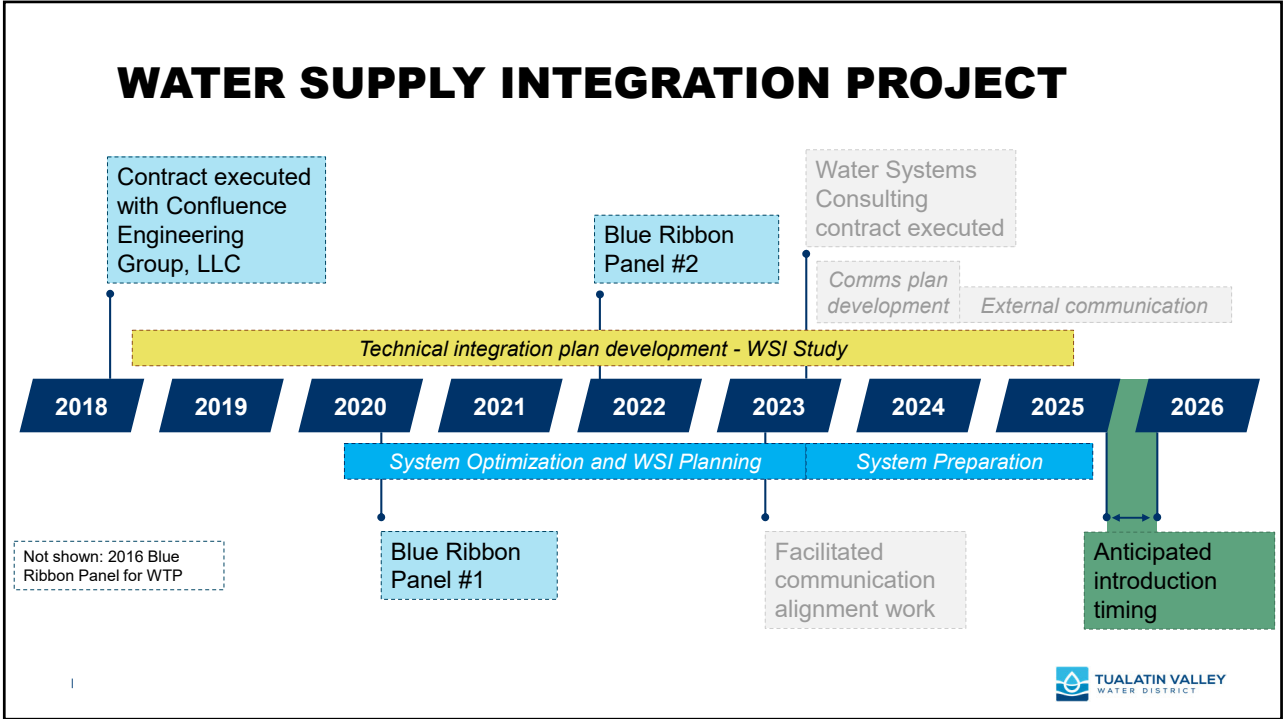 WATER SUPPLY INTEGRATION PROJECT
Contract executed
with Confluence
Engineering
Group, LLC
Blue Ribbon
Panel #2
Water Systems
Consulting
contract executed
Comms plan
development
External communication
Technical integration plan development - WSI Study
2018
2019
2020
2021
2022
2023
2024
2025
2026
System Optimization and WSI Planning
System Preparation
Not shown: 2016 Blue
Ribbon Panel for WTP
Blue Ribbon
Panel #1
Facilitated
communication
alignment work
Anticipated
introduction
timing
TUALATIN VALLEY
WATER DISTRICT